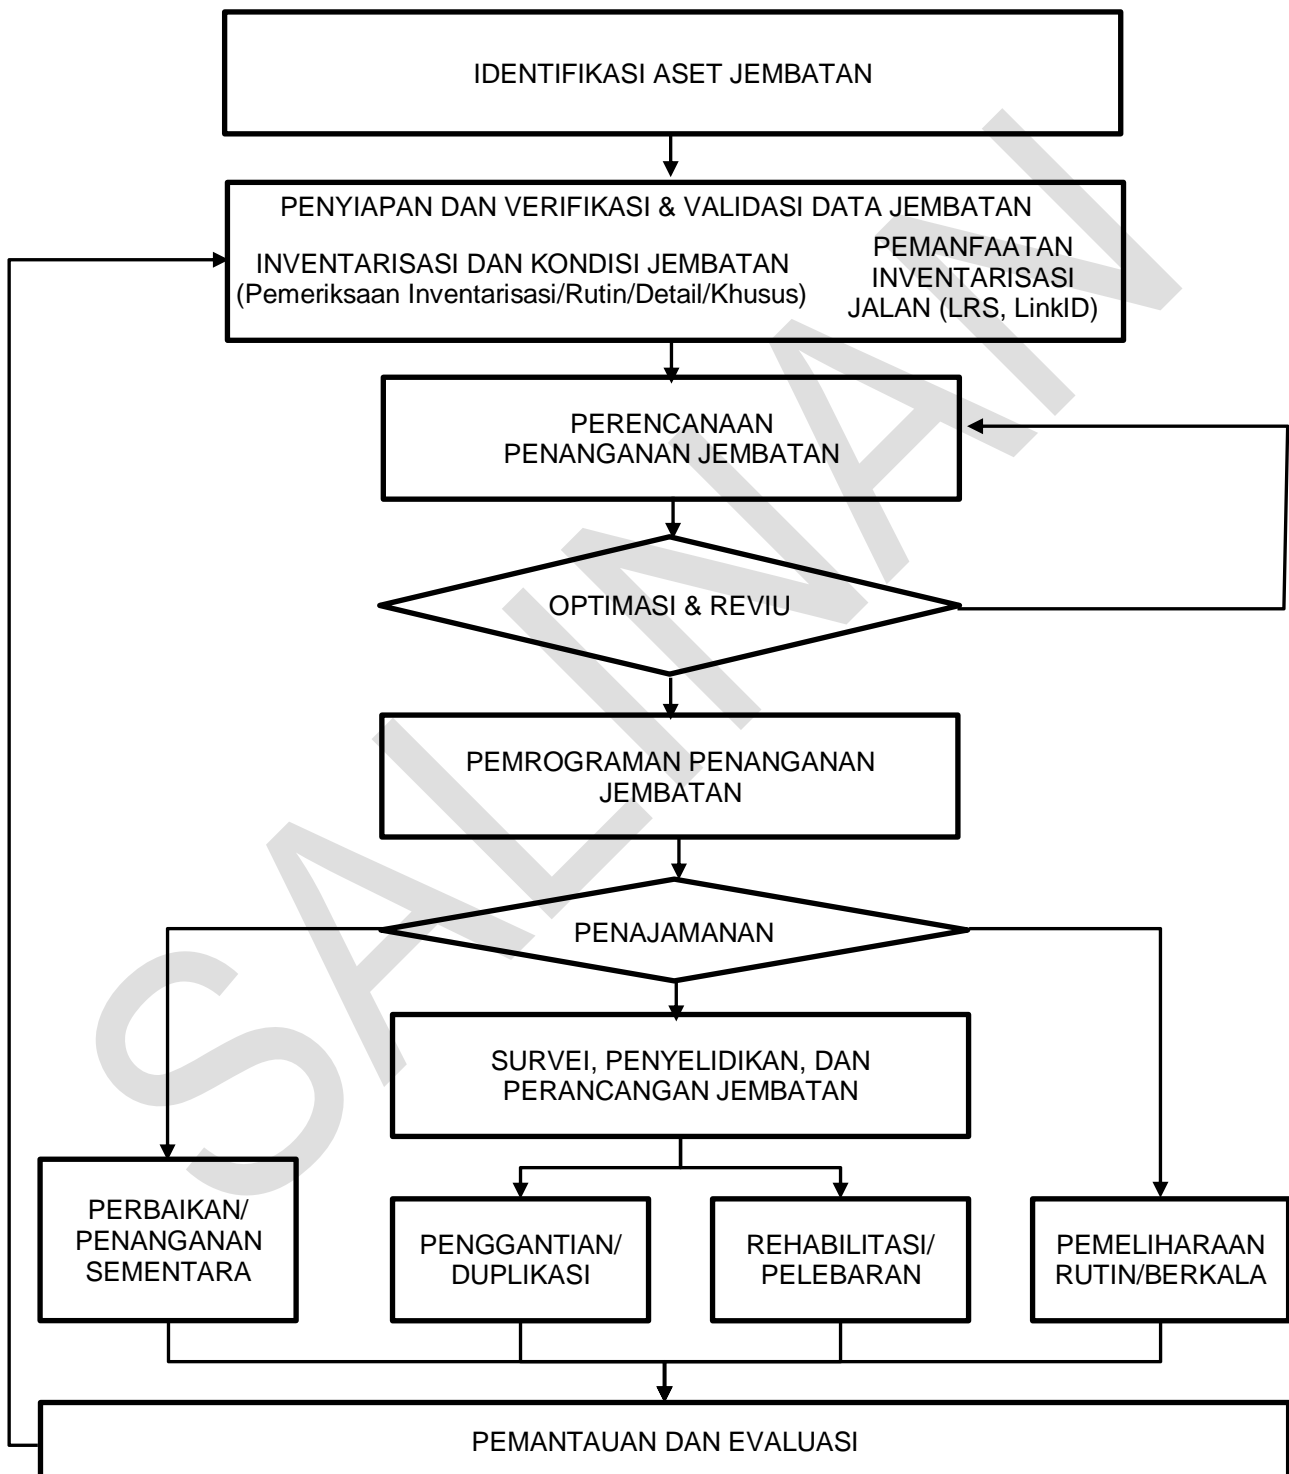 IDENTIFIKASI ASET JEMBATAN
PENYIAPAN DAN VERIFIKASI & VALIDASI DATA JEMBATAN
INVENTARISASI DAN KONDISI JEMBATAN
(Pemeriksaan Inventarisasi/Rutin/Detail/Khusus)
PEMANFAATAN
INVENTARISASI
JALAN (LRS, LinkID)
PERENCANAAN
PENANGANAN JEMBATAN
OPTIMASI & REVIU
PEMROGRAMAN PENANGANAN
JEMBATAN
PENAJAMANAN
SURVEI, PENYELIDIKAN, DAN
PERANCANGAN JEMBATAN
PERBAIKAN/
PENANGANAN
SEMENTARA
PENGGANTIAN/
DUPLIKASI
REHABILITASI/
PELEBARAN
PEMELIHARAAN
RUTIN/BERKALA
PEMANTAUAN DAN EVALUASI
SALINAN